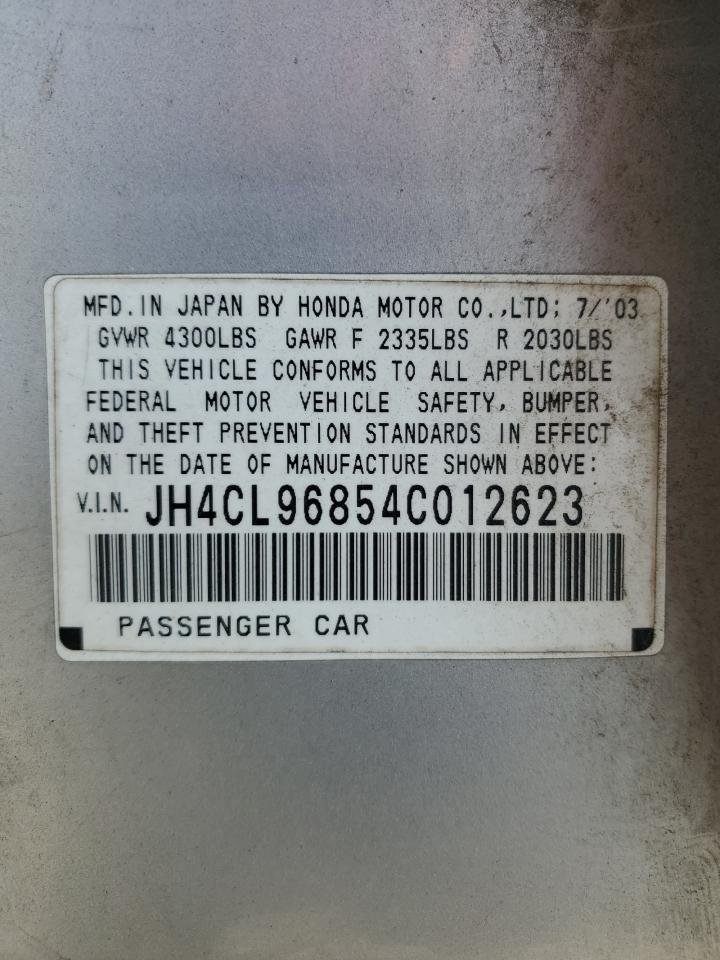 MFD.IN JAPAN BY HONDA MOTOR CO.,LTD; 7/'03
GVWR 4300LBS GAWR F 2335LBS R 2030LBS
THIS VEHICLE CONFORMS TO ALL APPLICABLE
FEDERAL MOTOR VEHICLE SAFETY, BUMPER,
AND THEFT PREVENTION STANDARDS IN EFFECT
ON THE DATE OF MANUFACTURE SHOWN ABOVE:
V.I.N. JH4CL96854C012623
PASSENGER CAR